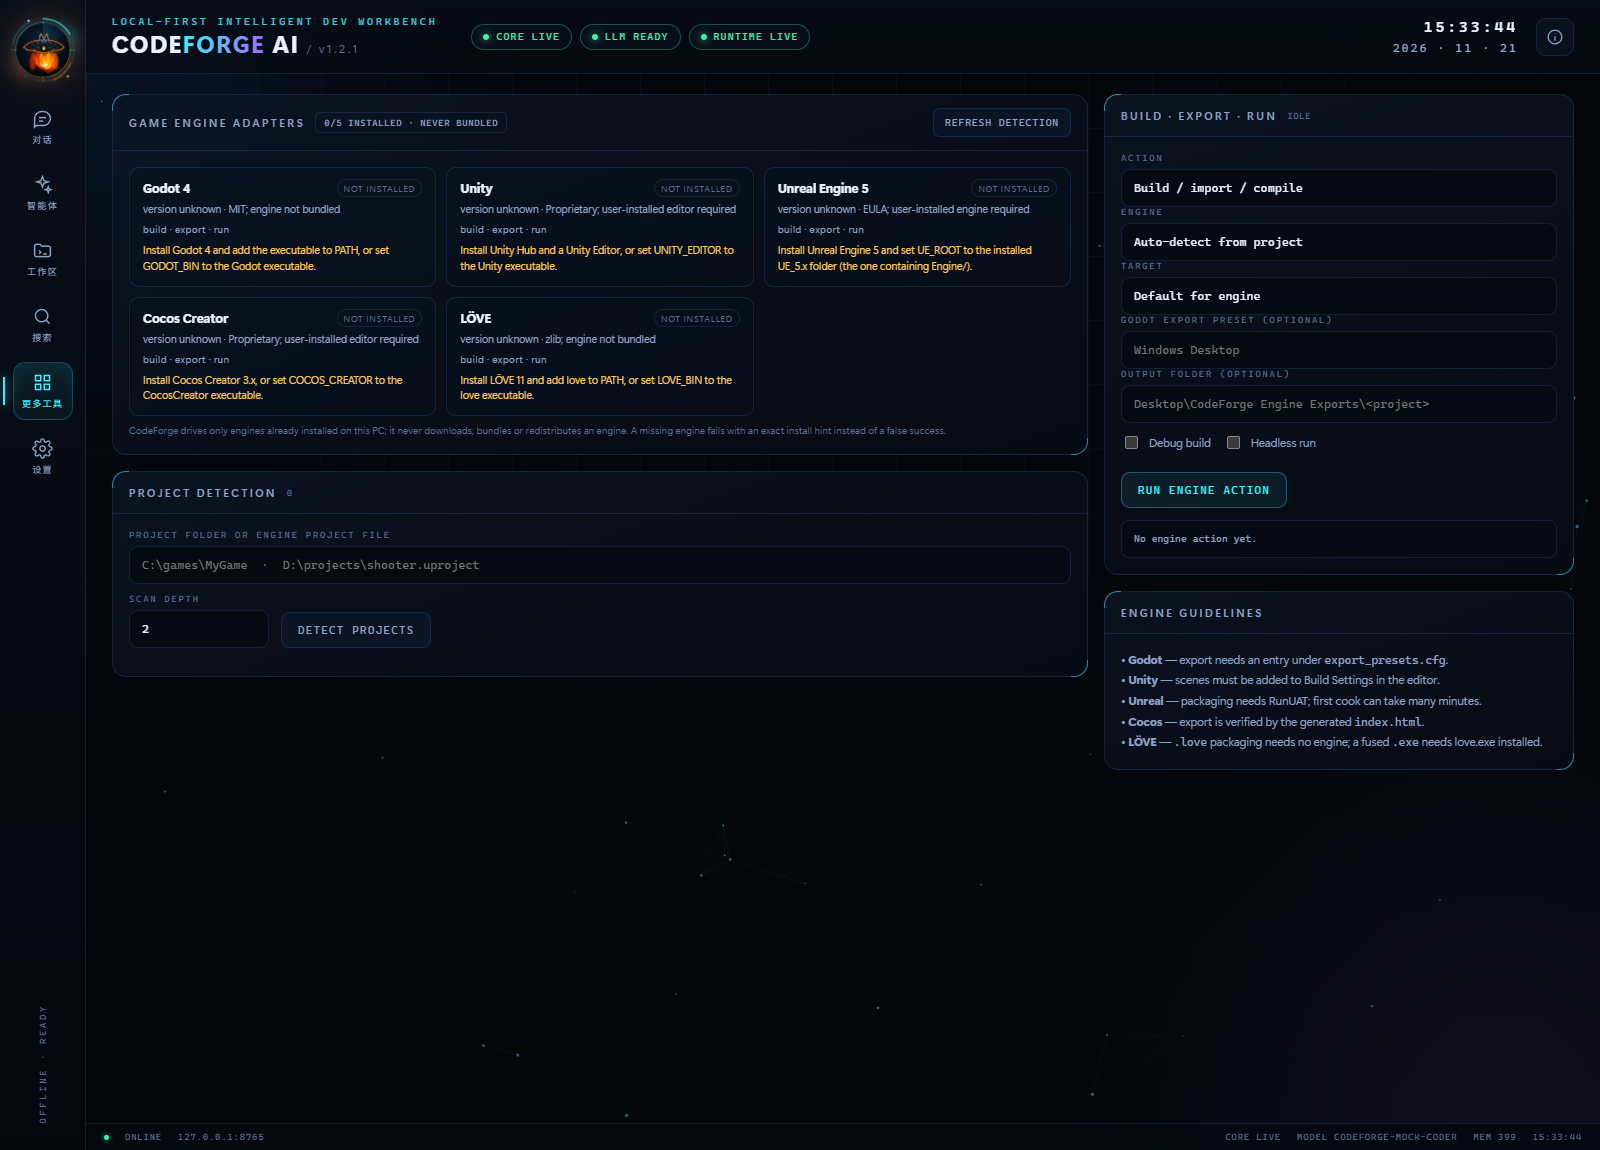 LOCAL-FIRST INTELLIGENT DEV WORKBENCH
CODEFORGE AI / v1.2.1
CORE LIVE
LLM READY
RUNTIME LIVE
15:33:44
2026 · 11 · 21
对话
智能体
工作区
搜索
更多工具
设置
OFFLINE · READY
GAME ENGINE ADAPTERS
0/5 INSTALLED · NEVER BUNDLED
REFRESH DETECTION
Godot 4
NOT INSTALLED
version unknown · MIT; engine not bundled
build · export · run
Install Godot 4 and add the executable to PATH, or set
GODOT_BIN to the Godot executable.
Unity
NOT INSTALLED
version unknown · Proprietary; user-installed editor required
build · export · run
Install Unity Hub and a Unity Editor, or set UNITY_EDITOR to
the Unity executable.
Unreal Engine 5
NOT INSTALLED
version unknown · EULA; user-installed engine required
build · export · run
Install Unreal Engine 5 and set UE_ROOT to the installed
UE_5.x folder (the one containing Engine/).
Cocos Creator
NOT INSTALLED
version unknown · Proprietary; user-installed editor required
build · export · run
Install Cocos Creator 3.x, or set COCOS_CREATOR to the
CocosCreator executable.
LÖVE
NOT INSTALLED
version unknown · zlib; engine not bundled
build · export · run
Install LÖVE 11 and add love to PATH, or set LOVE_BIN to the
love executable.
CodeForge drives only engines already installed on this PC; it never downloads, bundles or redistributes an engine. A missing engine fails with an exact install hint instead of a false success.
PROJECT DETECTION 0
PROJECT FOLDER OR ENGINE PROJECT FILE
C:\games\MyGame · D:\projects\shooter.uproject
SCAN DEPTH
2
DETECT PROJECTS
BUILD · EXPORT · RUN IDLE
ACTION
Build / import / compile
ENGINE
Auto-detect from project
TARGET
Default for engine
GODOT EXPORT PRESET (OPTIONAL)
Windows Desktop
OUTPUT FOLDER (OPTIONAL)
Desktop\CodeForge Engine Exports\<project>
Debug build
Headless run
RUN ENGINE ACTION
No engine action yet.
ENGINE GUIDELINES
• Godot — export needs an entry under export_presets.cfg.
• Unity — scenes must be added to Build Settings in the editor.
• Unreal — packaging needs RunUAT; first cook can take many minutes.
• Cocos — export is verified by the generated index.html.
• LÖVE — .love packaging needs no engine; a fused .exe needs love.exe installed.
ONLINE 127.0.0.1:8765
CORE LIVE MODEL CODEFORGE-MOCK-CODER MEM 399 15:33:44